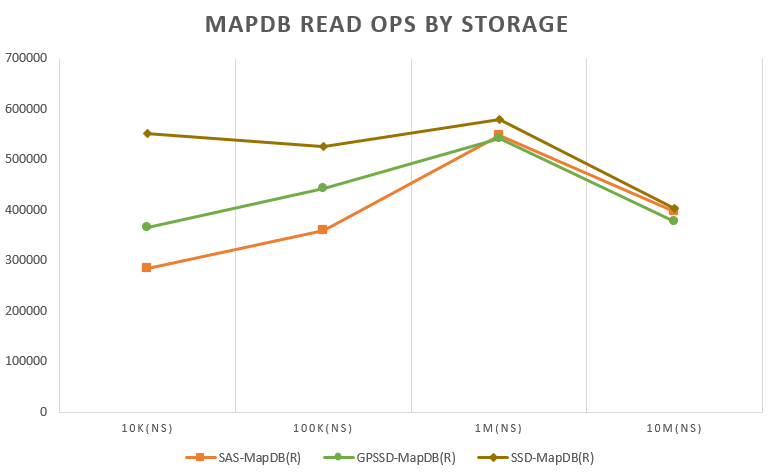 MAPDB READ OPS BY STORAGE
700000
600000
500000
400000
300000
200000
100000
0
10K(NS) 100K(NS) 1M(NS) 10M(NS)
SAS-MapDB(R) GPSSD-MapDB(R) SSD-MapDB(R)